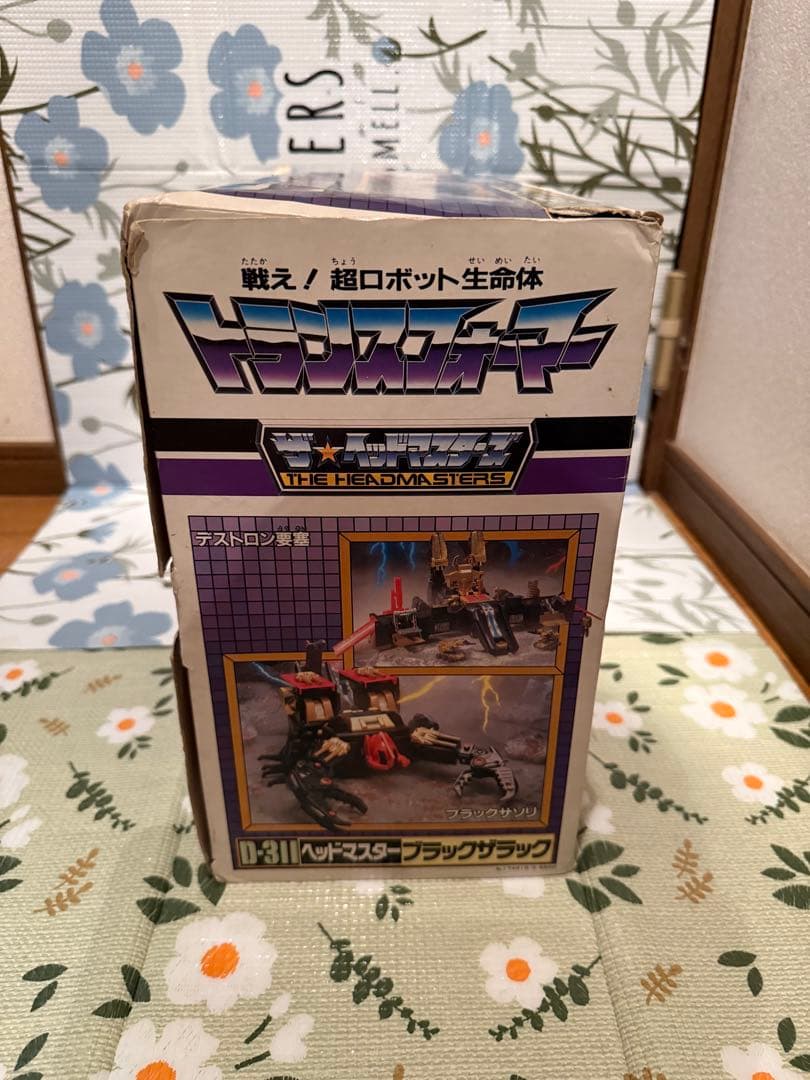 ERS
MELL
たたか ちょう せい めい たい
戦え! 超ロボット生命体
トランスフォーマー
ザ★ヘッドマスターズ
THE HEADMASTERS
デストロン要塞
ブラックサソリ
D-311 ヘッドマスター ブラックザラック